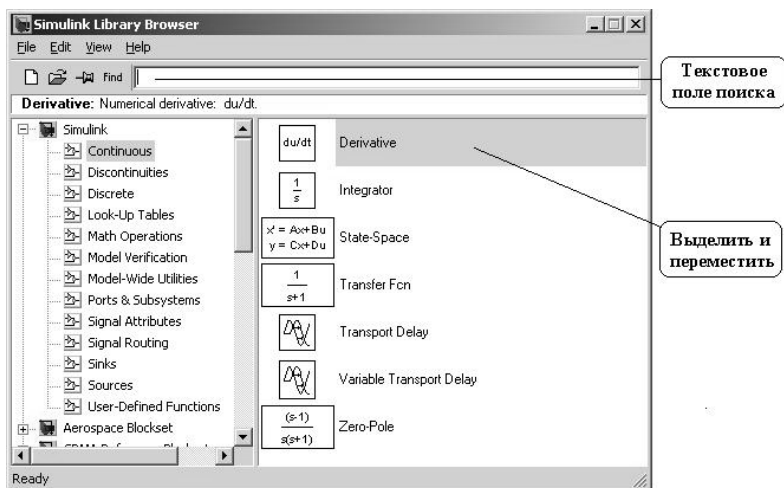 Simulink Library Browser
File Edit View Help
Find
Текстовое
поле поиска
Derivative: Numerical derivative: du/dt.
Simulink
Continuous
Discontinuities
Discrete
Look-Up Tables
Math Operations
Model Verification
Model-Wide Utilities
Ports & Subsystems
Signal Attributes
Signal Routing
Sinks
Sources
User-Defined Functions
Aerospace Blockset
du/dt Derivative
1
s
Integrator
x' = Ax+Bu
y = Cx+Du
State-Space
1
s+1
Transfer Fcn
Transport Delay
Variable Transport Delay
(s-1)
s(s+1)
Zero-Pole
Выделить и
переместить
Ready